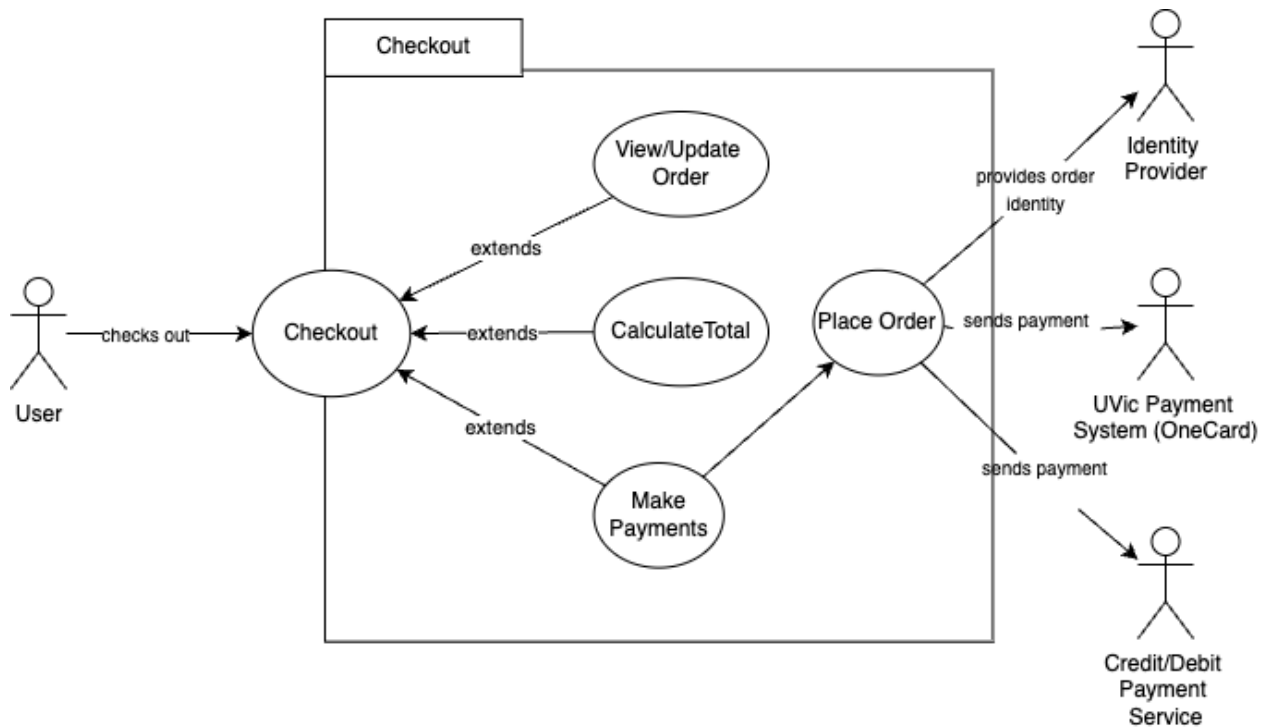 Checkout
View/Update
Order
extends
User
checks out
Checkout
extends
CalculateTotal
extends
Make
Payments
Place Order
provides order
identity
sends payment
sends payment
Identity
Provider
UVic Payment
System (OneCard)
Credit/Debit
Payment
Service